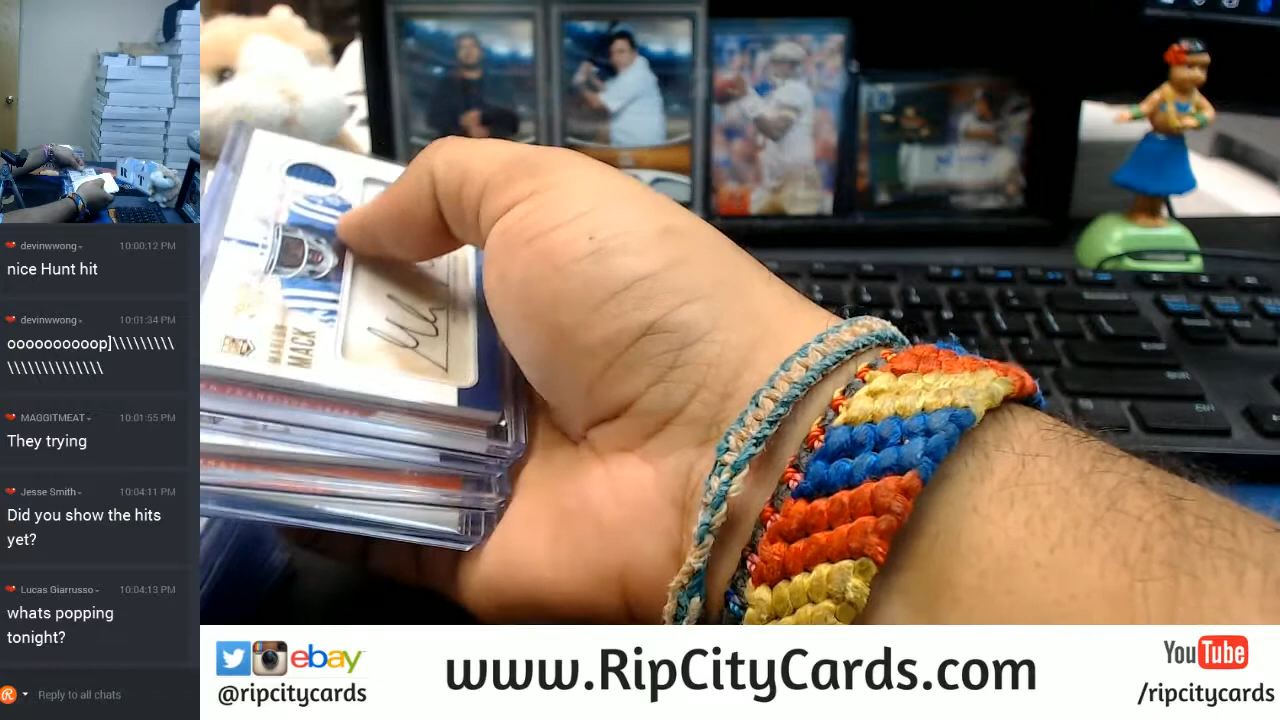 devinwwong 10:00:12 PM
nice Hunt hit
devinwwong 10:01:34 PM
oooooooooop]\\\\\\\\\
\\\\\\\\\\\\\\
MAGGITMEAT 10:01:55 PM
They trying
Jesse Smith 10:04:11 PM
Did you show the hits
yet?
Lucas Giarrusso 10:04:13 PM
whats popping
tonight?
Reply to all chats
MARLON
MACK
ebay
@ripcitycards
www.RipCityCards.com
YouTube
/ripcitycards